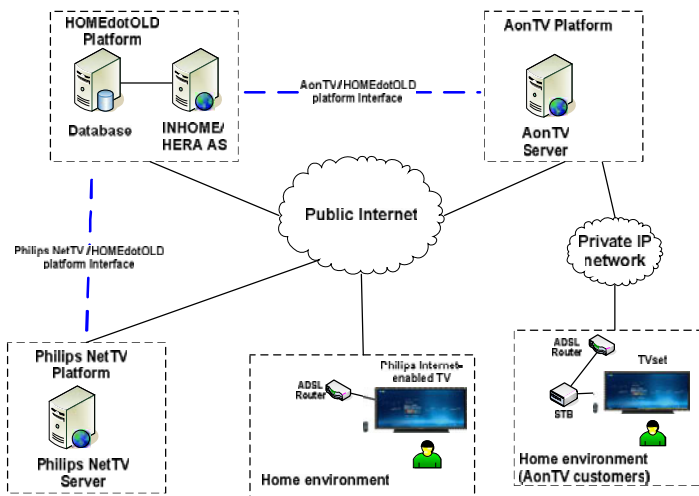 HOMEdotOLD
Platform
Database
INHOME/
HERA AS
AonTV/HOMEdotOLD
platform Interface
AonTV Platform
AonTV
Server
Public Internet
Private IP
network
Philips NetTV/HOMEdotOLD
platform Interface
Philips NetTV
Platform
Philips NetTV
Server
Philips Internet-
enabled TV
ADSL
Router
Home environment
ADSL
Router
TVset
STB
Home environment
(AonTV customers)